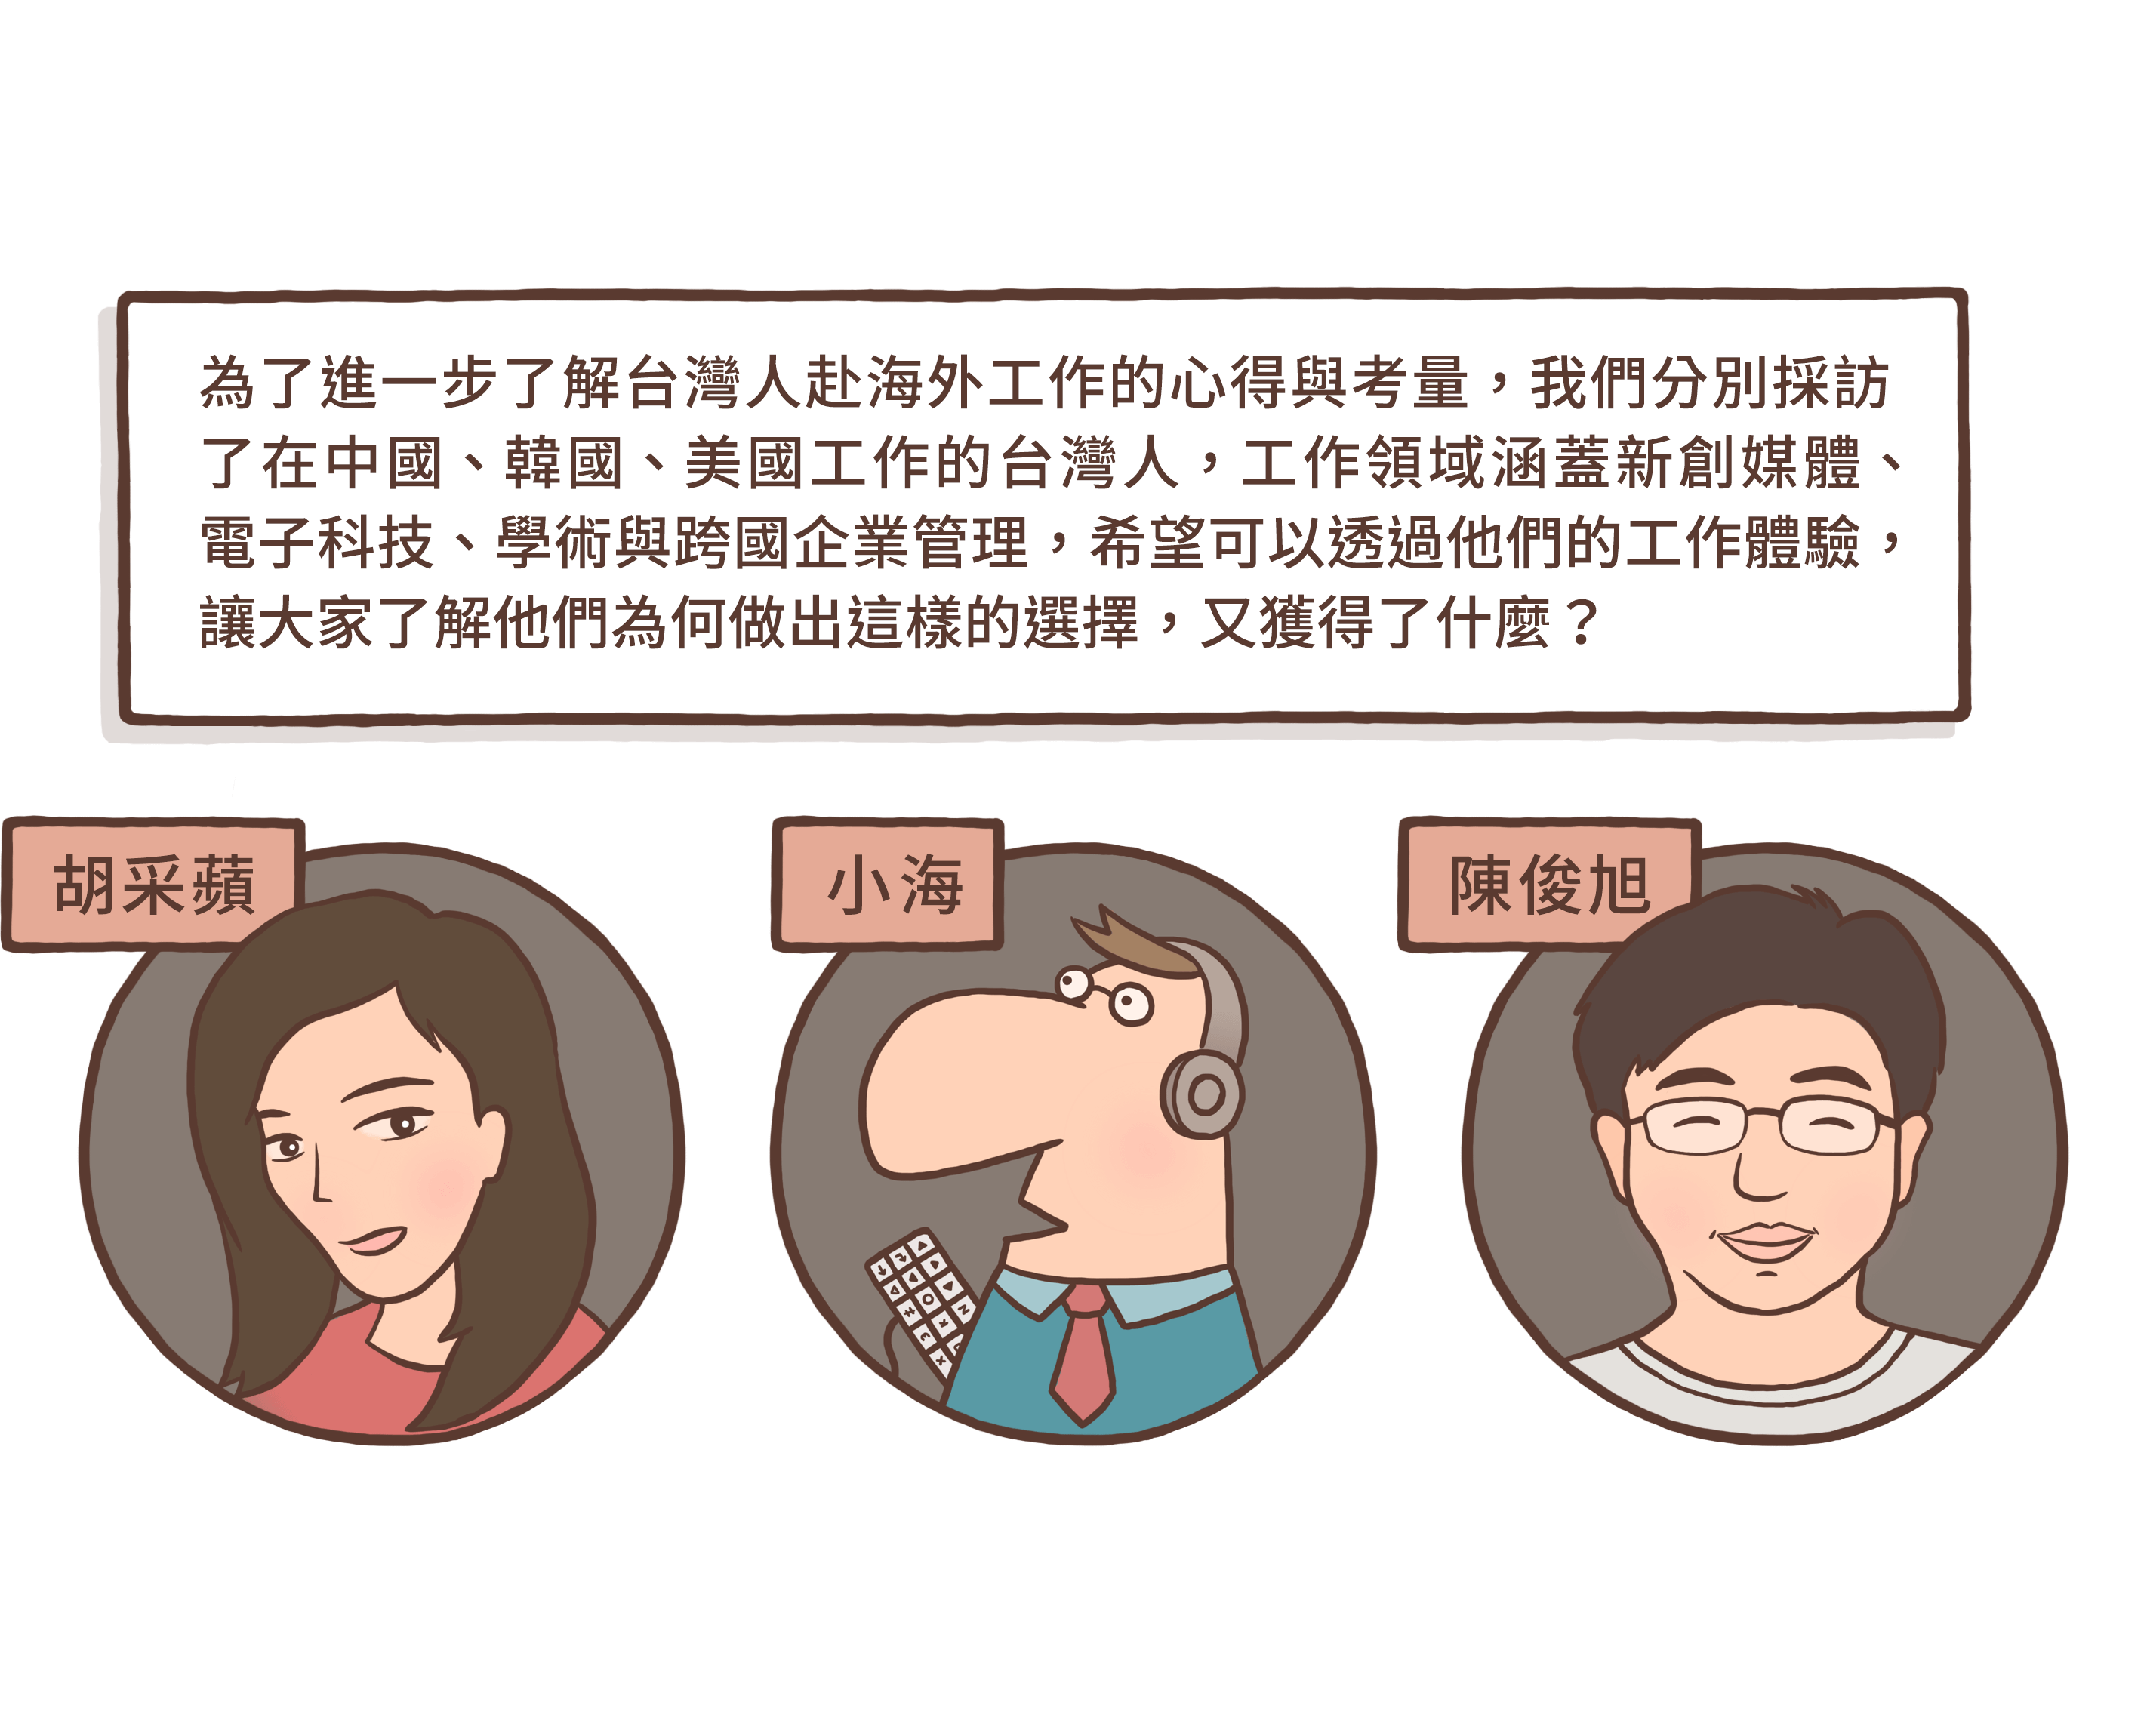 為了進一步了解台灣人赴海外工作的心得與考量，我們分別採訪
了在中國、韓國、美國工作的台灣人，工作領域涵蓋新創媒體、
電子科技、學術與跨國企業管理，希望可以透過他們的工作體驗，
讓大家了解他們為何做出這樣的選擇，又獲得了什麼？
胡采蘋
小海
陳俊旭